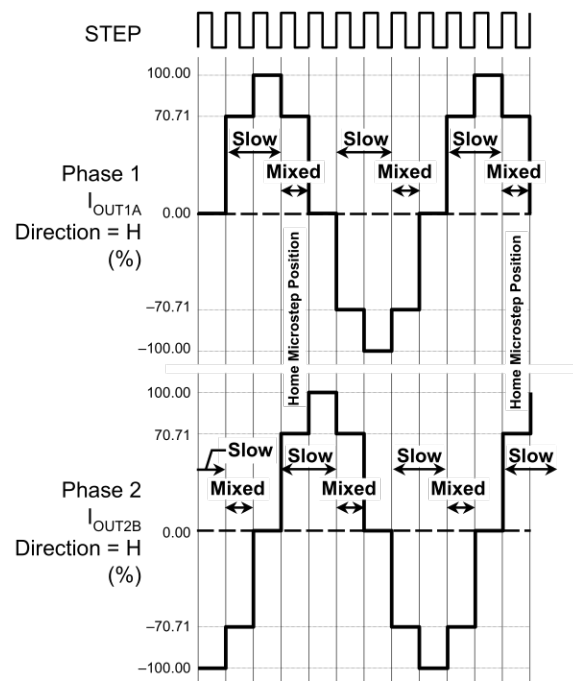 STEP
100.00
70.71
Slow
Slow
Slow
Mixed
Mixed
Mixed
Phase 1
IOUT1A
Direction = H
(%)
0.00
Home Microstep Position
Home Microstep Position
–70.71
–100.00
100.00
70.71
Slow
Slow
Slow
Slow
Mixed
Mixed
Mixed
Phase 2
IOUT2B
Direction = H
(%)
0.00
–70.71
–100.00